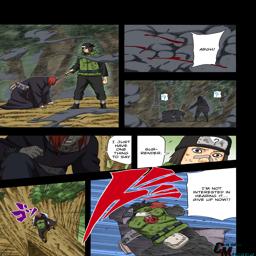 ARGH!
I JUST
HAVE
ONE
THING
TO SAY
SUR-
RENDER.
I'M NOT
INTERESTED
IN
HEARING IT.
GIVE UP NOW!!